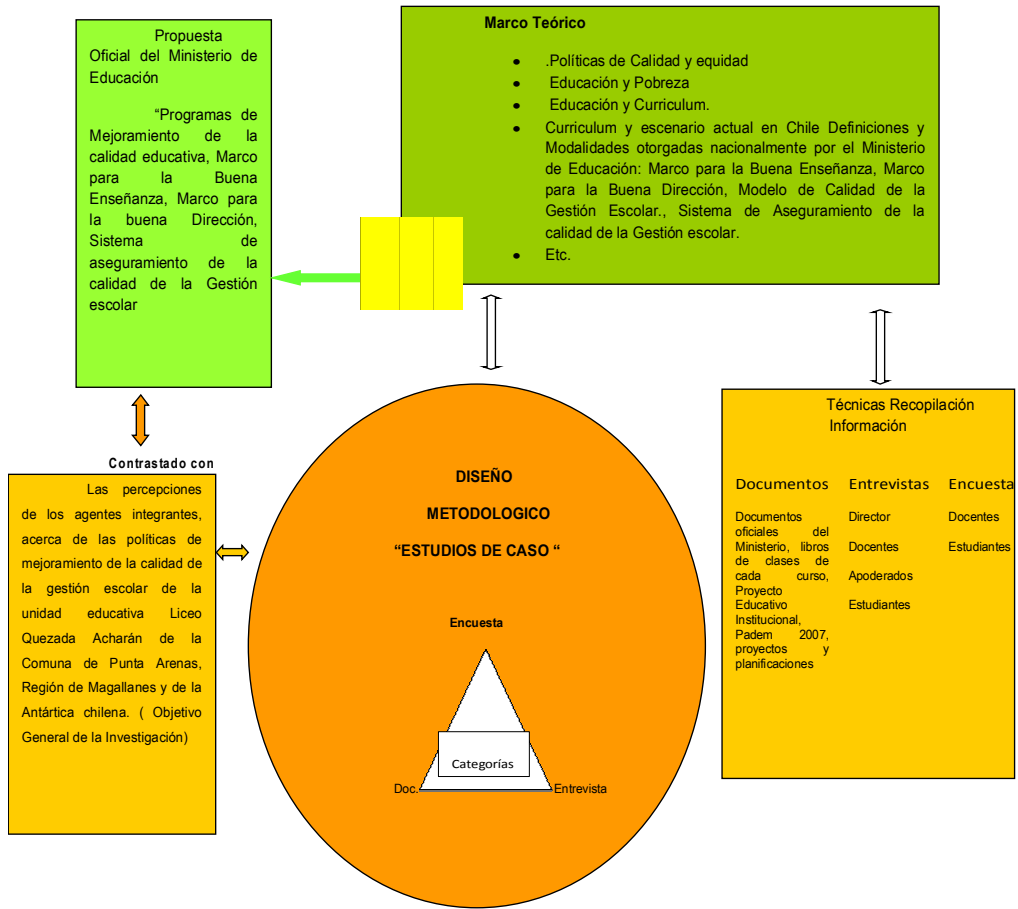 Propuesta
Oficial del Ministerio de
Educación
“Programas de
Mejoramiento de la
calidad educativa, Marco
para la Buena
Enseñanza, Marco para
la buena Dirección,
Sistema de
aseguramiento de la
calidad de la Gestión
escolar
Marco Teórico
● .Políticas de Calidad y equidad
● Educación y Pobreza
● Educación y Curriculum.
● Curriculum y escenario actual en Chile Definiciones y
Modalidades otorgadas nacionalmente por el Ministerio
de Educación: Marco para la Buena Enseñanza, Marco
para la Buena Dirección, Modelo de Calidad de la
Gestión Escolar., Sistema de Aseguramiento de la
calidad de la Gestión escolar.
● Etc.
Contrastado con
Las percepciones
de los agentes integrantes,
acerca de las políticas de
mejoramiento de la calidad de
la gestión escolar de la
unidad educativa Liceo
Quezada Acharán de la
Comuna de Punta Arenas,
Región de Magallanes y de la
Antártica chilena. ( Objetivo
General de la Investigación)
DISEÑO
METODOLOGICO
“ESTUDIOS DE CASO “
Encuesta
Categorías
Doc.
Entrevista
Técnicas Recopilación
Información
Documentos
Documentos
oficiales del
Ministerio, libros
de clases de
cada curso,
Proyecto
Educativo
Institucional,
Padem 2007,
proyectos y
planificaciones
Entrevistas
Director
Docentes
Apoderados
Estudiantes
Encuesta
Docentes
Estudiantes